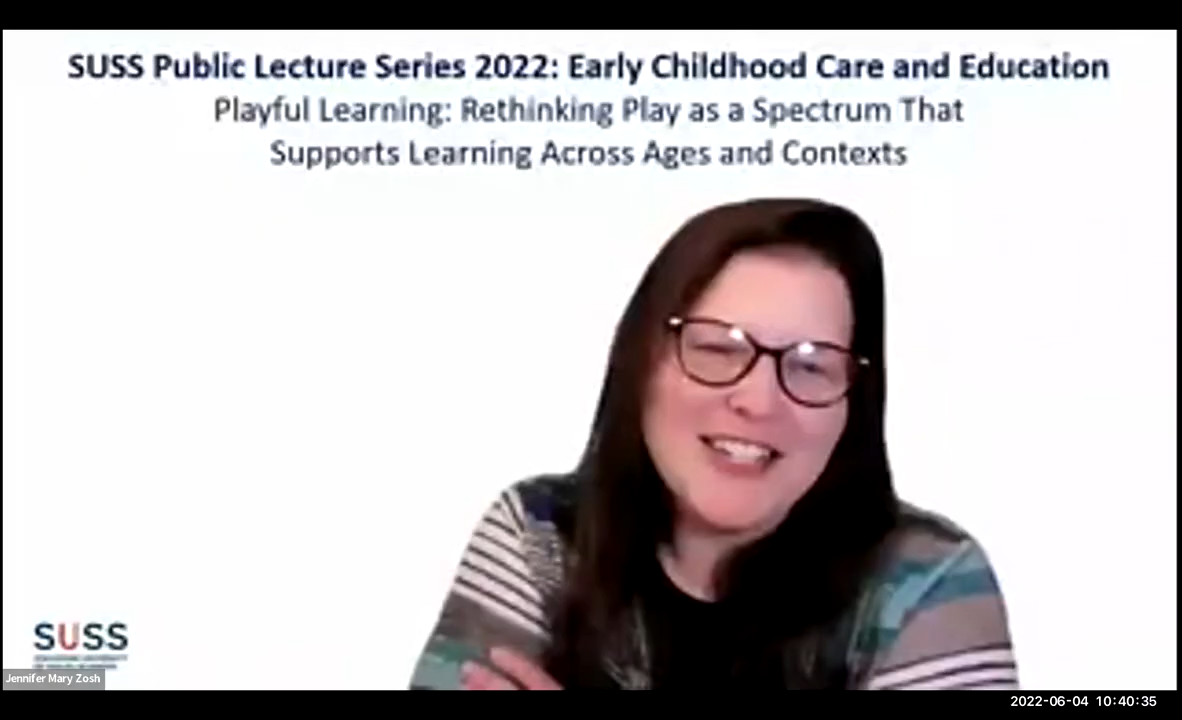 SUSS Public Lecture Series 2022: Early Childhood Care and Education
Playful Learning: Rethinking Play as a Spectrum That
Supports Learning Across Ages and Contexts
SUSS
Jennifer Mary Zosh
2022-06-04 10:40:35